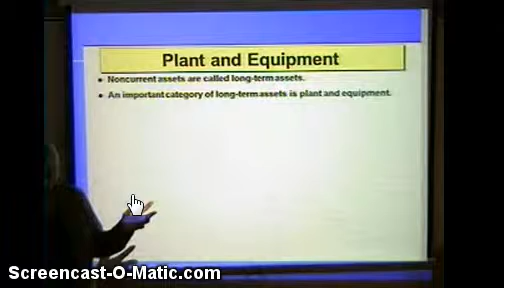 Plant and Equipment
• Noncurrent assets are called long-term assets.
• An important category of long-term assets is plant and equipment.
Screencast-O-Matic.com